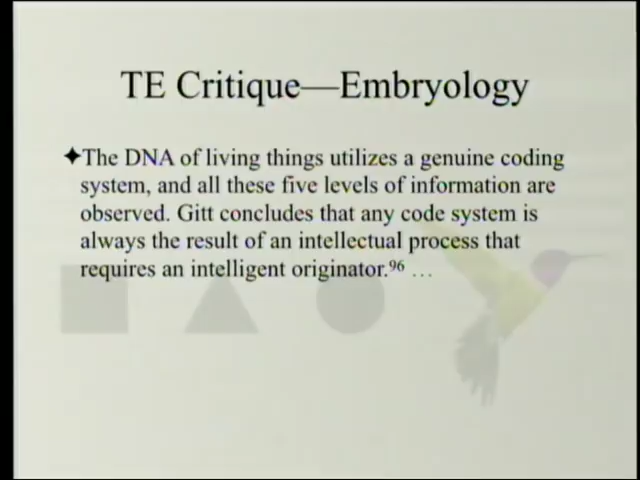 TE Critique—Embryology
✦The DNA of living things utilizes a genuine coding
system, and all these five levels of information are
observed. Gitt concludes that any code system is
always the result of an intellectual process that
requires an intelligent originator.⁹⁶ …